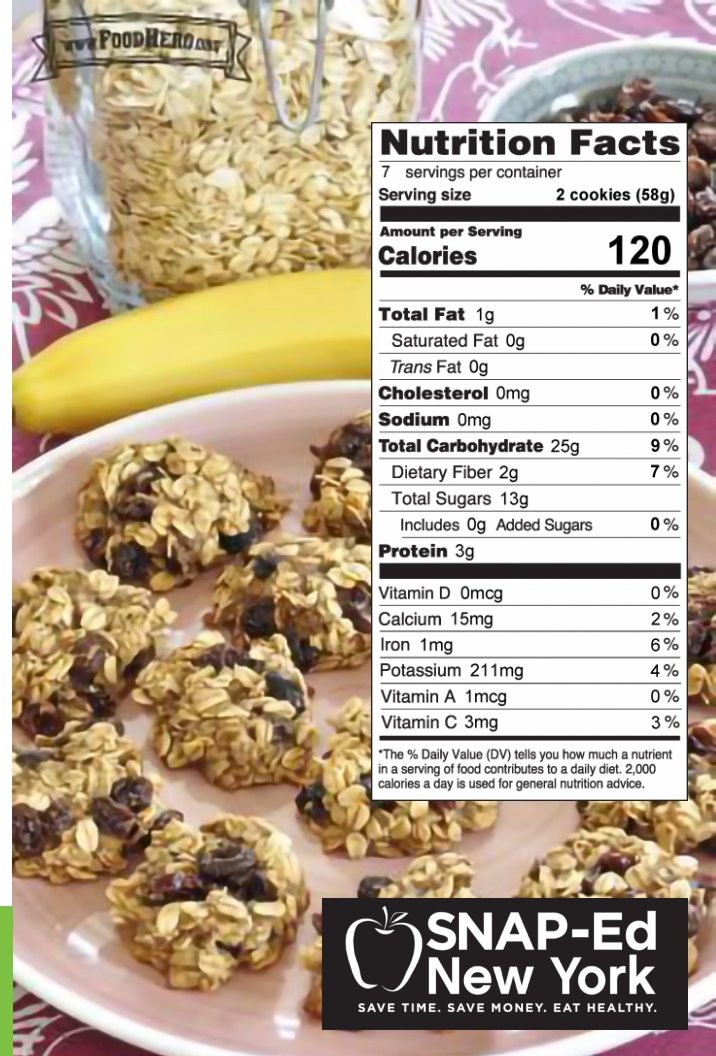 www.FOODHERO.ORG
Nutrition Facts
7 servings per container
Serving size 2 cookies (58g)
Amount per Serving
Calories 120
% Daily Value*
Total Fat 1g 1%
Saturated Fat 0g 0%
Trans Fat 0g
Cholesterol 0mg 0%
Sodium 0mg 0%
Total Carbohydrate 25g 9%
Dietary Fiber 2g 7%
Total Sugars 13g
Includes 0g Added Sugars 0%
Protein 3g
Vitamin D 0mcg 0%
Calcium 15mg 2%
Iron 1mg 6%
Potassium 211mg 4%
Vitamin A 1mcg 0%
Vitamin C 3mg 3%
*The % Daily Value (DV) tells you how much a nutrient
in a serving of food contributes to a daily diet. 2,000
calories a day is used for general nutrition advice.
SNAP-Ed
New York
SAVE TIME. SAVE MONEY. EAT HEALTHY.